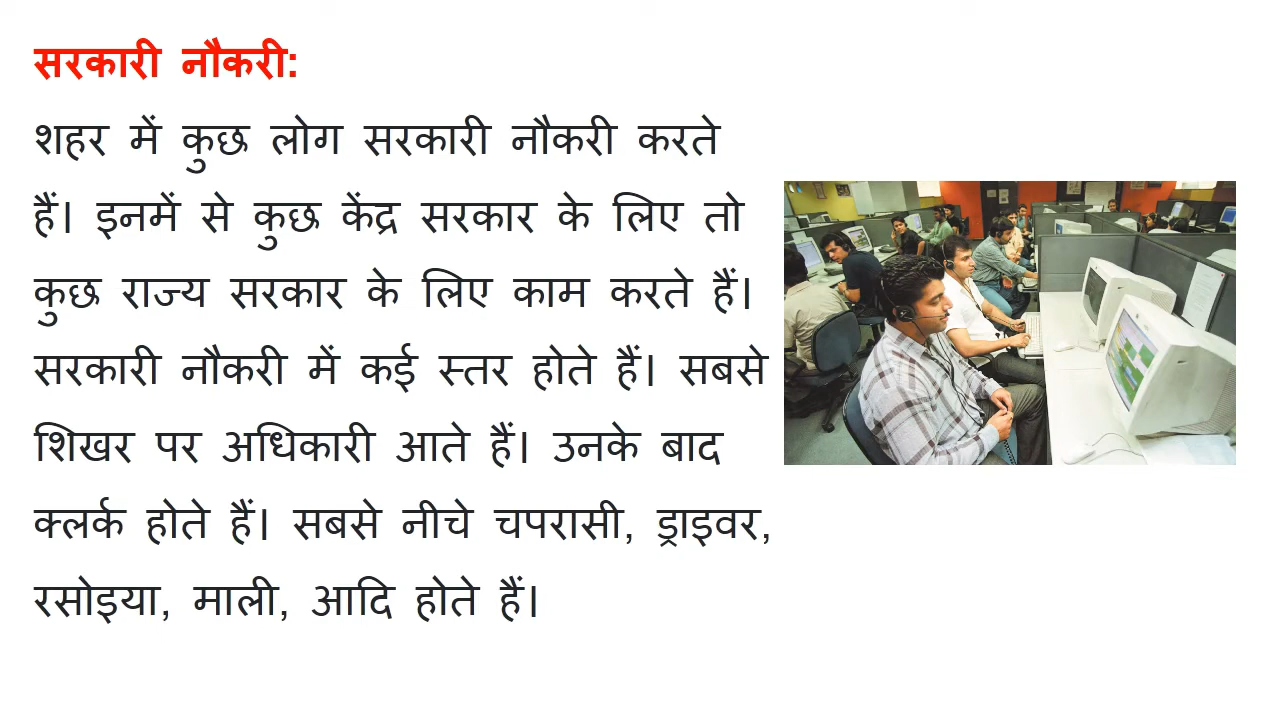 सरकारी नौकरी:
शहर में कुछ लोग सरकारी नौकरी करते
हैं। इनमें से कुछ केंद्र सरकार के लिए तो
कुछ राज्य सरकार के लिए काम करते हैं।
सरकारी नौकरी में कई स्तर होते हैं। सबसे
शिखर पर अधिकारी आते हैं। उनके बाद
क्लर्क होते हैं। सबसे नीचे चपरासी, ड्राइवर,
रसोइया, माली, आदि होते हैं।